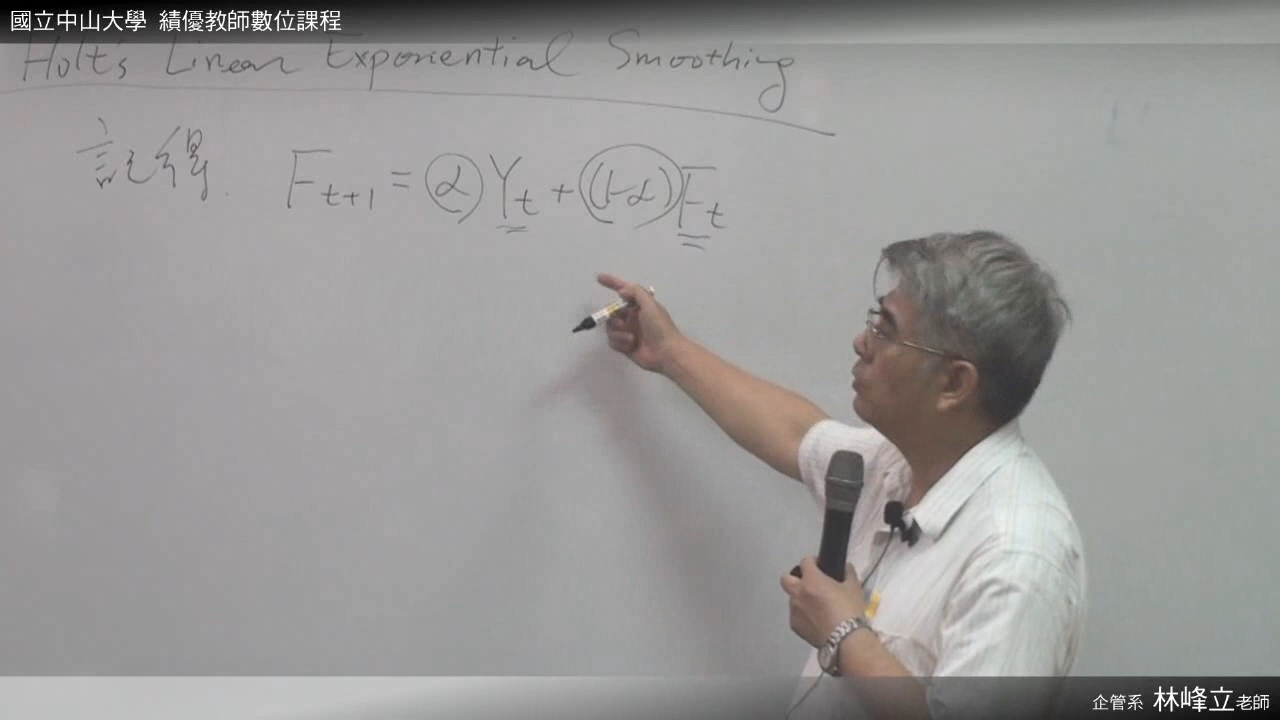 國立中山大學 績優教師數位課程
Holt's Linear Exponential Smoothing
記得. F_{t+1} = α Y_t + (1-α) F_t
企管系 林峰立老師